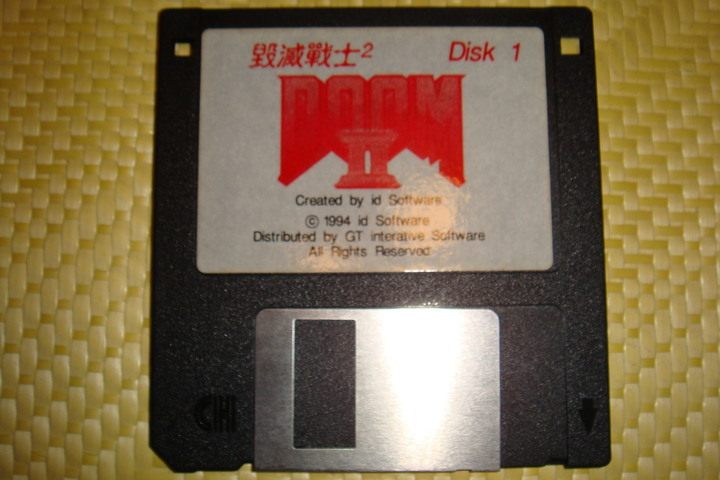 毀滅戰士2 Disk 1
DOOM
II
Created by id Software
© 1994 id Software
Distributed by GT interative Software
All Rights Reserved